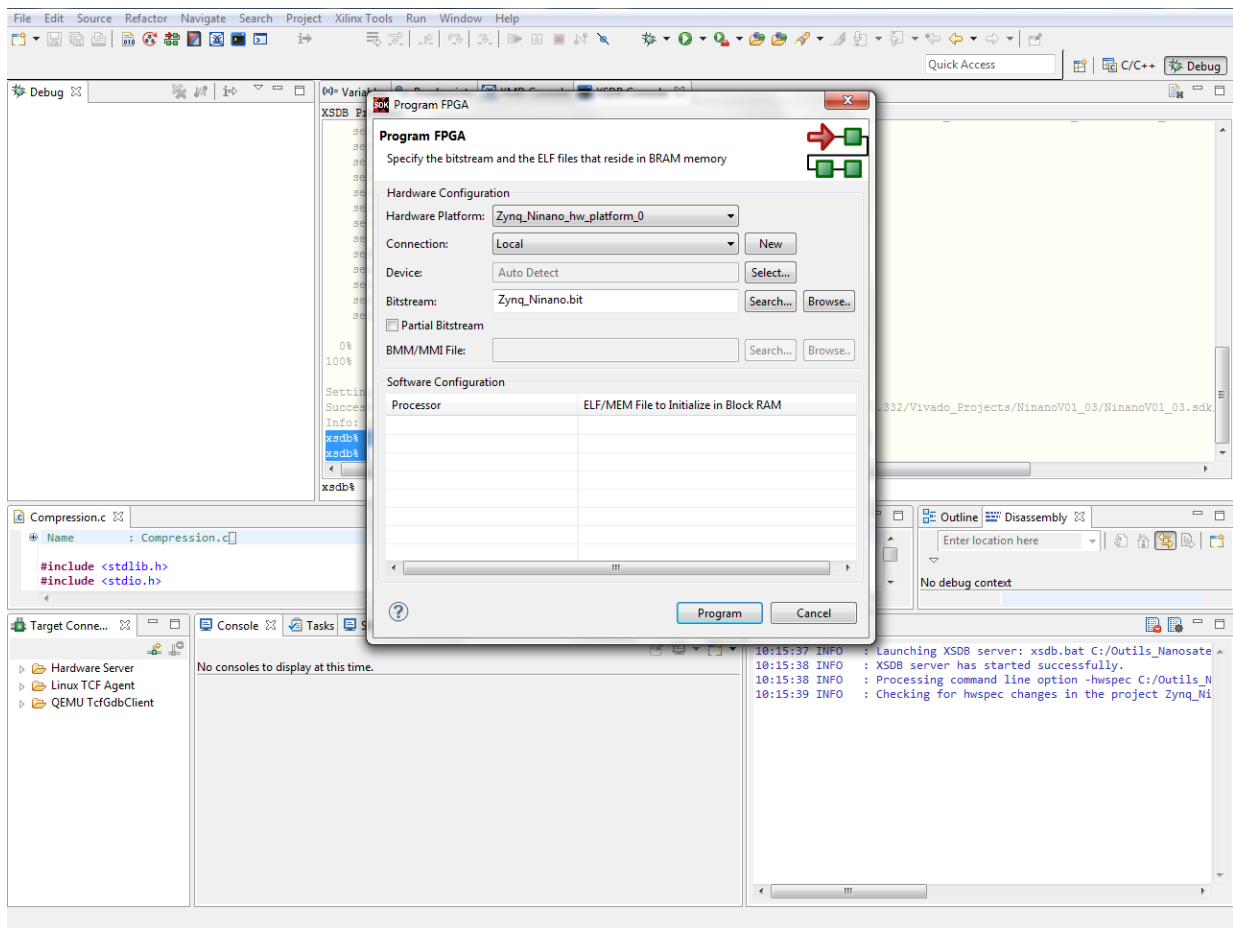 File Edit Source Refactor Navigate Search Project Xilinx Tools Run Window Help
Quick Access
C/C++
Debug
Debug
XSDB
SDK Program FPGA
Program FPGA
Specify the bitstream and the ELF files that reside in BRAM memory
Hardware Configuration
Hardware Platform: Zynq_Ninano_hw_platform_0
Connection: Local New
Device: Auto Detect Select...
Bitstream: Zynq_Ninano.bit Search... Browse..
Partial Bitstream
BMM/MMI File: Search... Browse..
Software Configuration
Processor ELF/MEM File to Initialize in Block RAM
Program Cancel
0%
100%
.332/Vivado_Projects/NinanoV01_03/NinanoV01_03.sdk
Info:
xsdb%
xsdb%
xsdb%
Compression.c
Name : Compression.c
#include <stdlib.h>
#include <stdio.h>
Outline Disassembly
Enter location here
No debug context
Target Conne...
Hardware Server
Linux TCF Agent
QEMU TcfGdbClient
Console Tasks
No consoles to display at this time.
10:15:37 INFO : Launching XSDB server: xsdb.bat C:/Outils_Nanosate
10:15:38 INFO : XSDB server has started successfully.
10:15:38 INFO : Processing command line option -hwspec C:/Outils_N
10:15:39 INFO : Checking for hwspec changes in the project Zynq_Ni